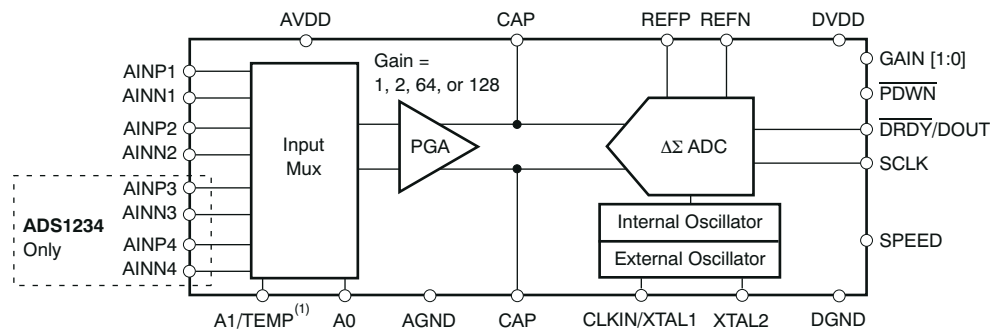 AVDD
CAP
REFP
REFN
DVDD
Gain =
1, 2, 64, or 128
AINP1
AINN1
AINP2
AINN2
AINP3
AINN3
AINP4
AINN4
ADS1234
Only
Input
Mux
PGA
ΔΣ ADC
Internal Oscillator
External Oscillator
GAIN [1:0]
PDWN
DRDY/DOUT
SCLK
SPEED
A1/TEMP(1)
A0
AGND
CAP
CLKIN/XTAL1
XTAL2
DGND